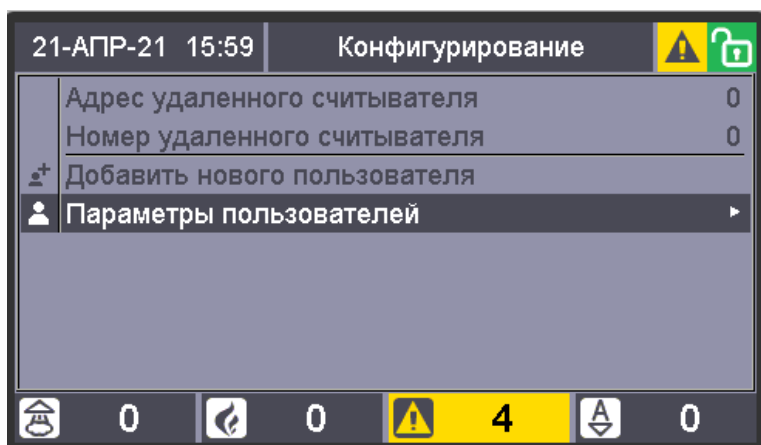 21-АПР-21 15:59 Конфигурирование
Адрес удаленного считывателя 0
Номер удаленного считывателя 0
Добавить нового пользователя
Параметры пользователей
0 0 4 A 0